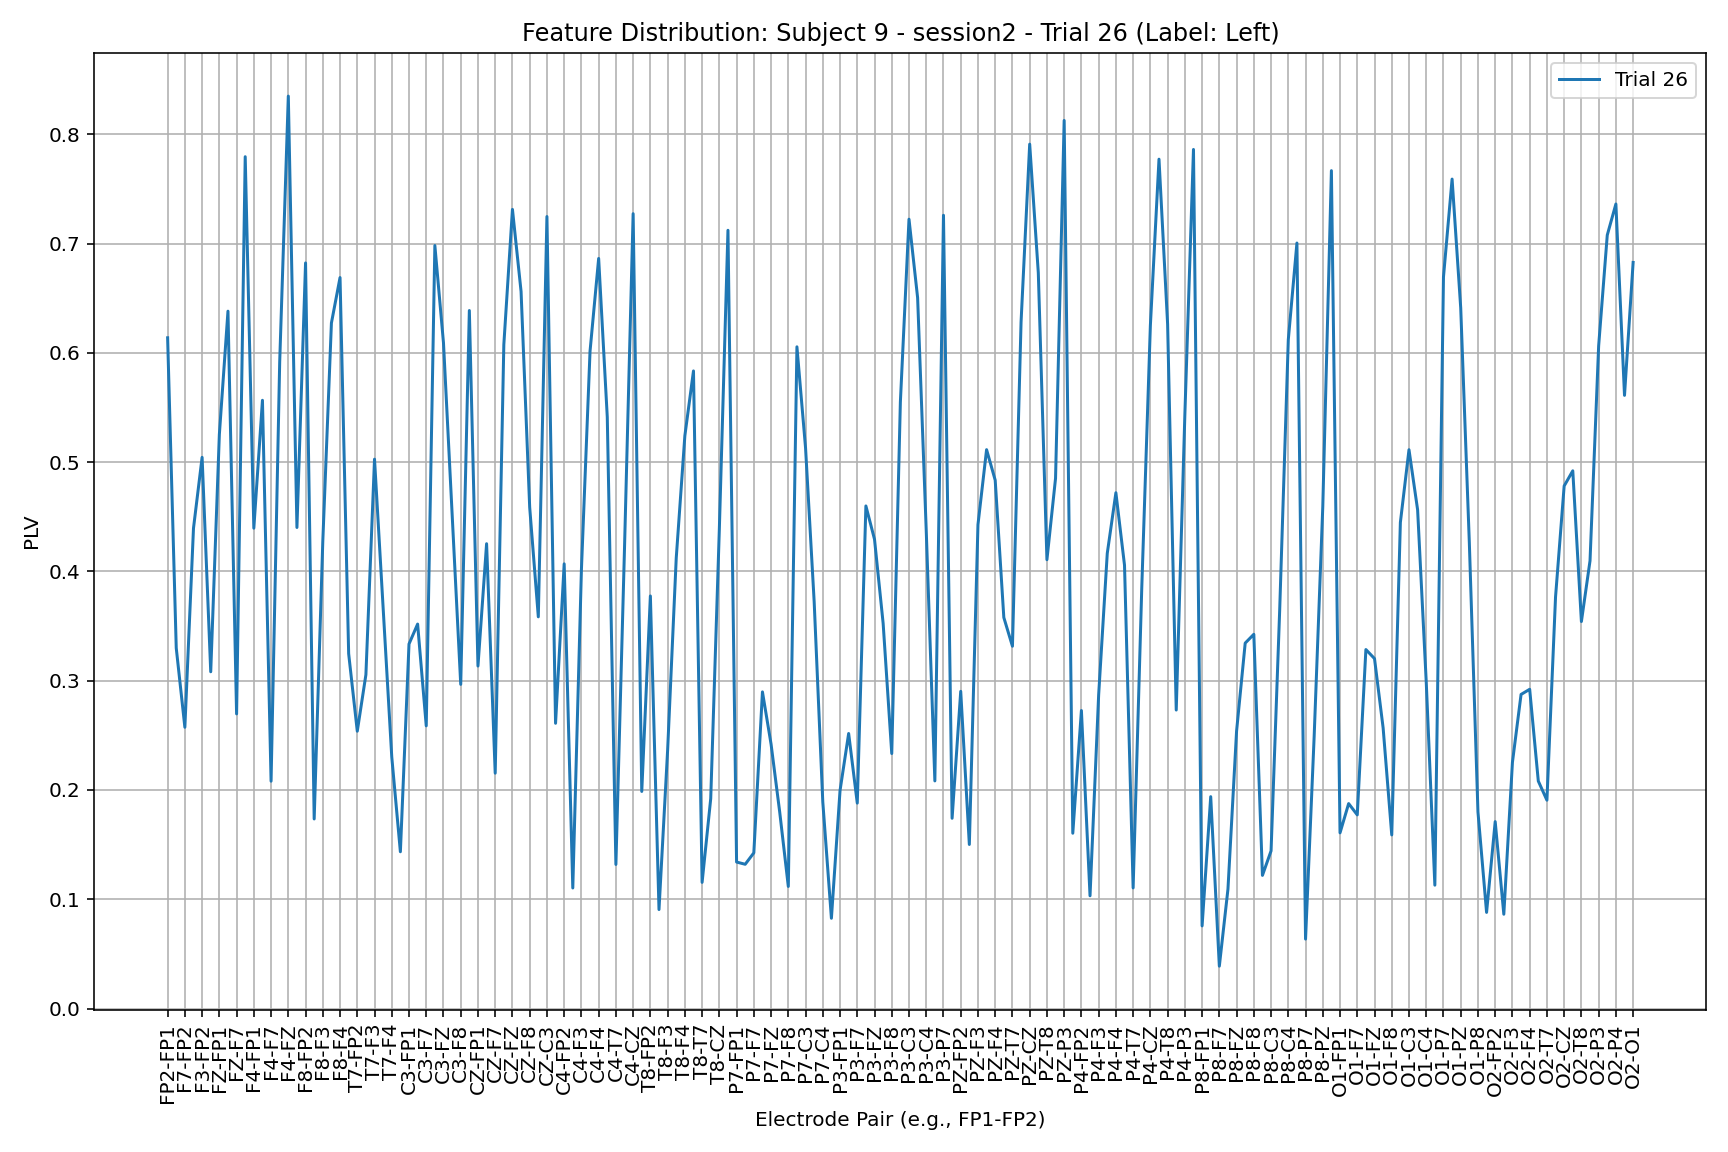 Feature Distribution: Subject 9 - session2 - Trial 26 (Label: Left)
Trial 26
PLV
0.8
0.7
0.6
0.5
0.4
0.3
0.2
0.1
0.0
FP2-FP1
F7-FP2
F3-FP2
FZ-FP1
FZ-F7
F4-FP1
F4-F7
F4-FZ
F8-FP2
F8-F3
F8-F4
T7-FP2
T7-F3
T7-F4
C3-FP1
C3-F7
C3-FZ
C3-F8
CZ-FP1
CZ-F7
CZ-FZ
CZ-F8
CZ-C3
C4-FP2
C4-F3
C4-F4
C4-T7
C4-CZ
T8-FP2
T8-F3
T8-F4
T8-T7
T8-CZ
P7-FP1
P7-F7
P7-FZ
P7-F8
P7-C3
P7-C4
P3-FP1
P3-F7
P3-FZ
P3-F8
P3-C3
P3-C4
P3-P7
PZ-FP2
PZ-F3
PZ-F4
PZ-T7
PZ-CZ
PZ-T8
PZ-P3
P4-FP2
P4-F3
P4-F4
P4-T7
P4-CZ
P4-T8
P4-P3
P8-FP1
P8-F7
P8-FZ
P8-F8
P8-C3
P8-C4
P8-P7
P8-PZ
O1-FP1
O1-F7
O1-FZ
O1-F8
O1-C3
O1-C4
O1-P7
O1-PZ
O1-P8
O2-FP2
O2-F3
O2-F4
O2-T7
O2-CZ
O2-T8
O2-P3
O2-P4
O2-O1
Electrode Pair (e.g., FP1-FP2)